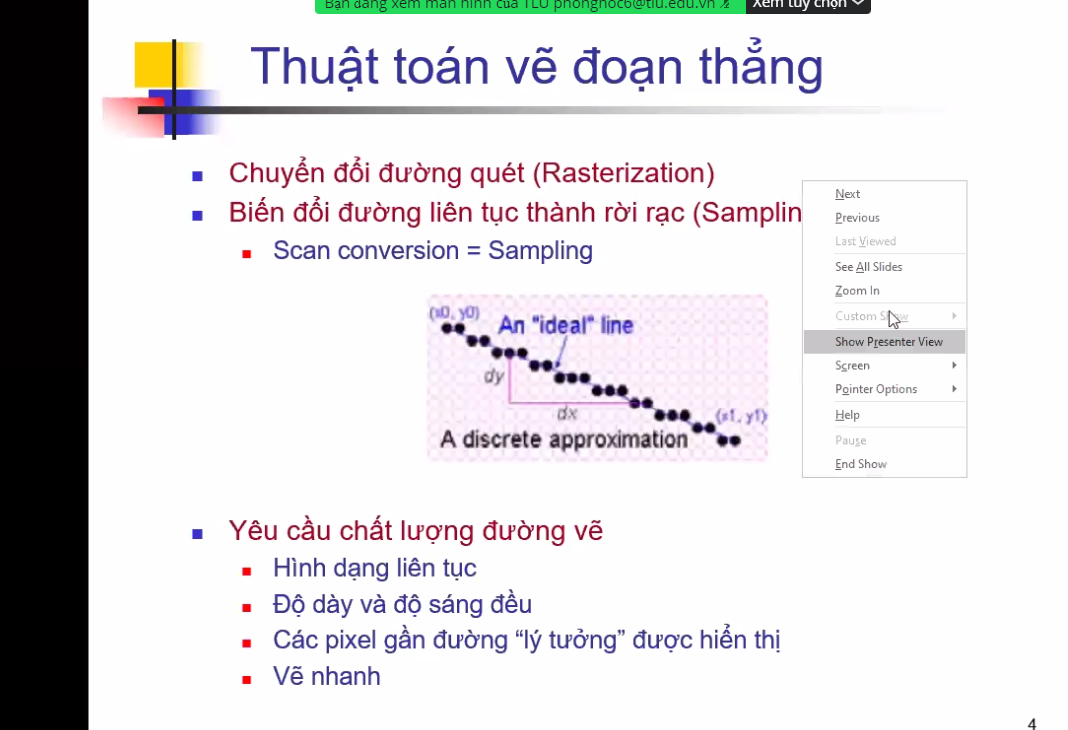 Bạn đang xem màn hình của TLU phonghoc6@tlu.edu.vn
Xem tùy chọn
Thuật toán vẽ đoạn thẳng
Chuyển đổi đường quét (Rasterization)
Biến đổi đường liên tục thành rời rạc (Samplin
Scan conversion = Sampling
(x0, y0)
An "ideal" line
dy
dx
(x1, y1)
A discrete approximation
Next
Previous
Last Viewed
See All Slides
Zoom In
Custom Show
Show Presenter View
Screen
Pointer Options
Help
Pause
End Show
Yêu cầu chất lượng đường vẽ
Hình dạng liên tục
Độ dày và độ sáng đều
Các pixel gần đường “lý tưởng” được hiển thị
Vẽ nhanh
4